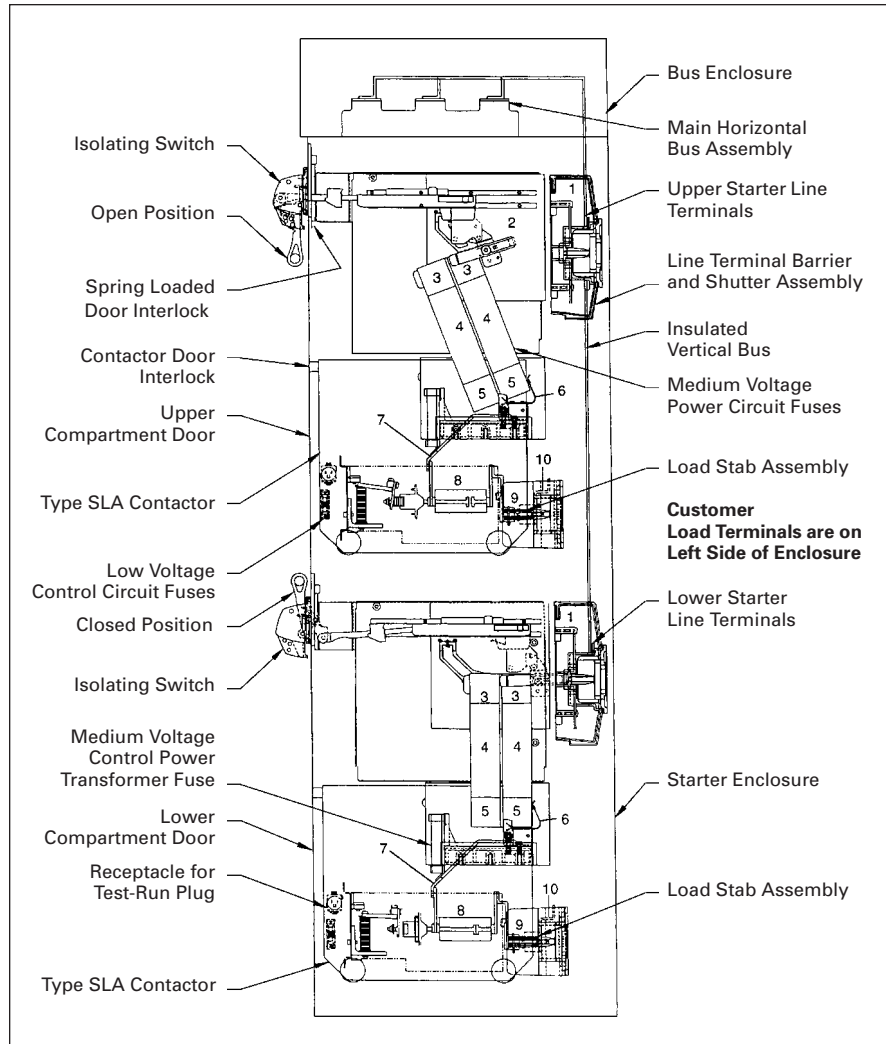 Bus Enclosure
Main Horizontal
Bus Assembly
Isolating Switch
Open Position
1
Upper Starter Line
Terminals
2
Spring Loaded
Door Interlock
3
3
Line Terminal Barrier
and Shutter Assembly
4
4
Insulated
Vertical Bus
Contactor Door
Interlock
5
5
6
Medium Voltage
Power Circuit Fuses
Upper
Compartment Door
7
8
9
10
Load Stab Assembly
Type SLA Contactor
Customer
Load Terminals are on
Left Side of Enclosure
Low Voltage
Control Circuit Fuses
Closed Position
1
Lower Starter
Line Terminals
Isolating Switch
3
3
Medium Voltage
Control Power
Transformer Fuse
4
4
5
5
6
Starter Enclosure
Lower
Compartment Door
7
Receptacle for
Test-Run Plug
8
9
10
Load Stab Assembly
Type SLA Contactor